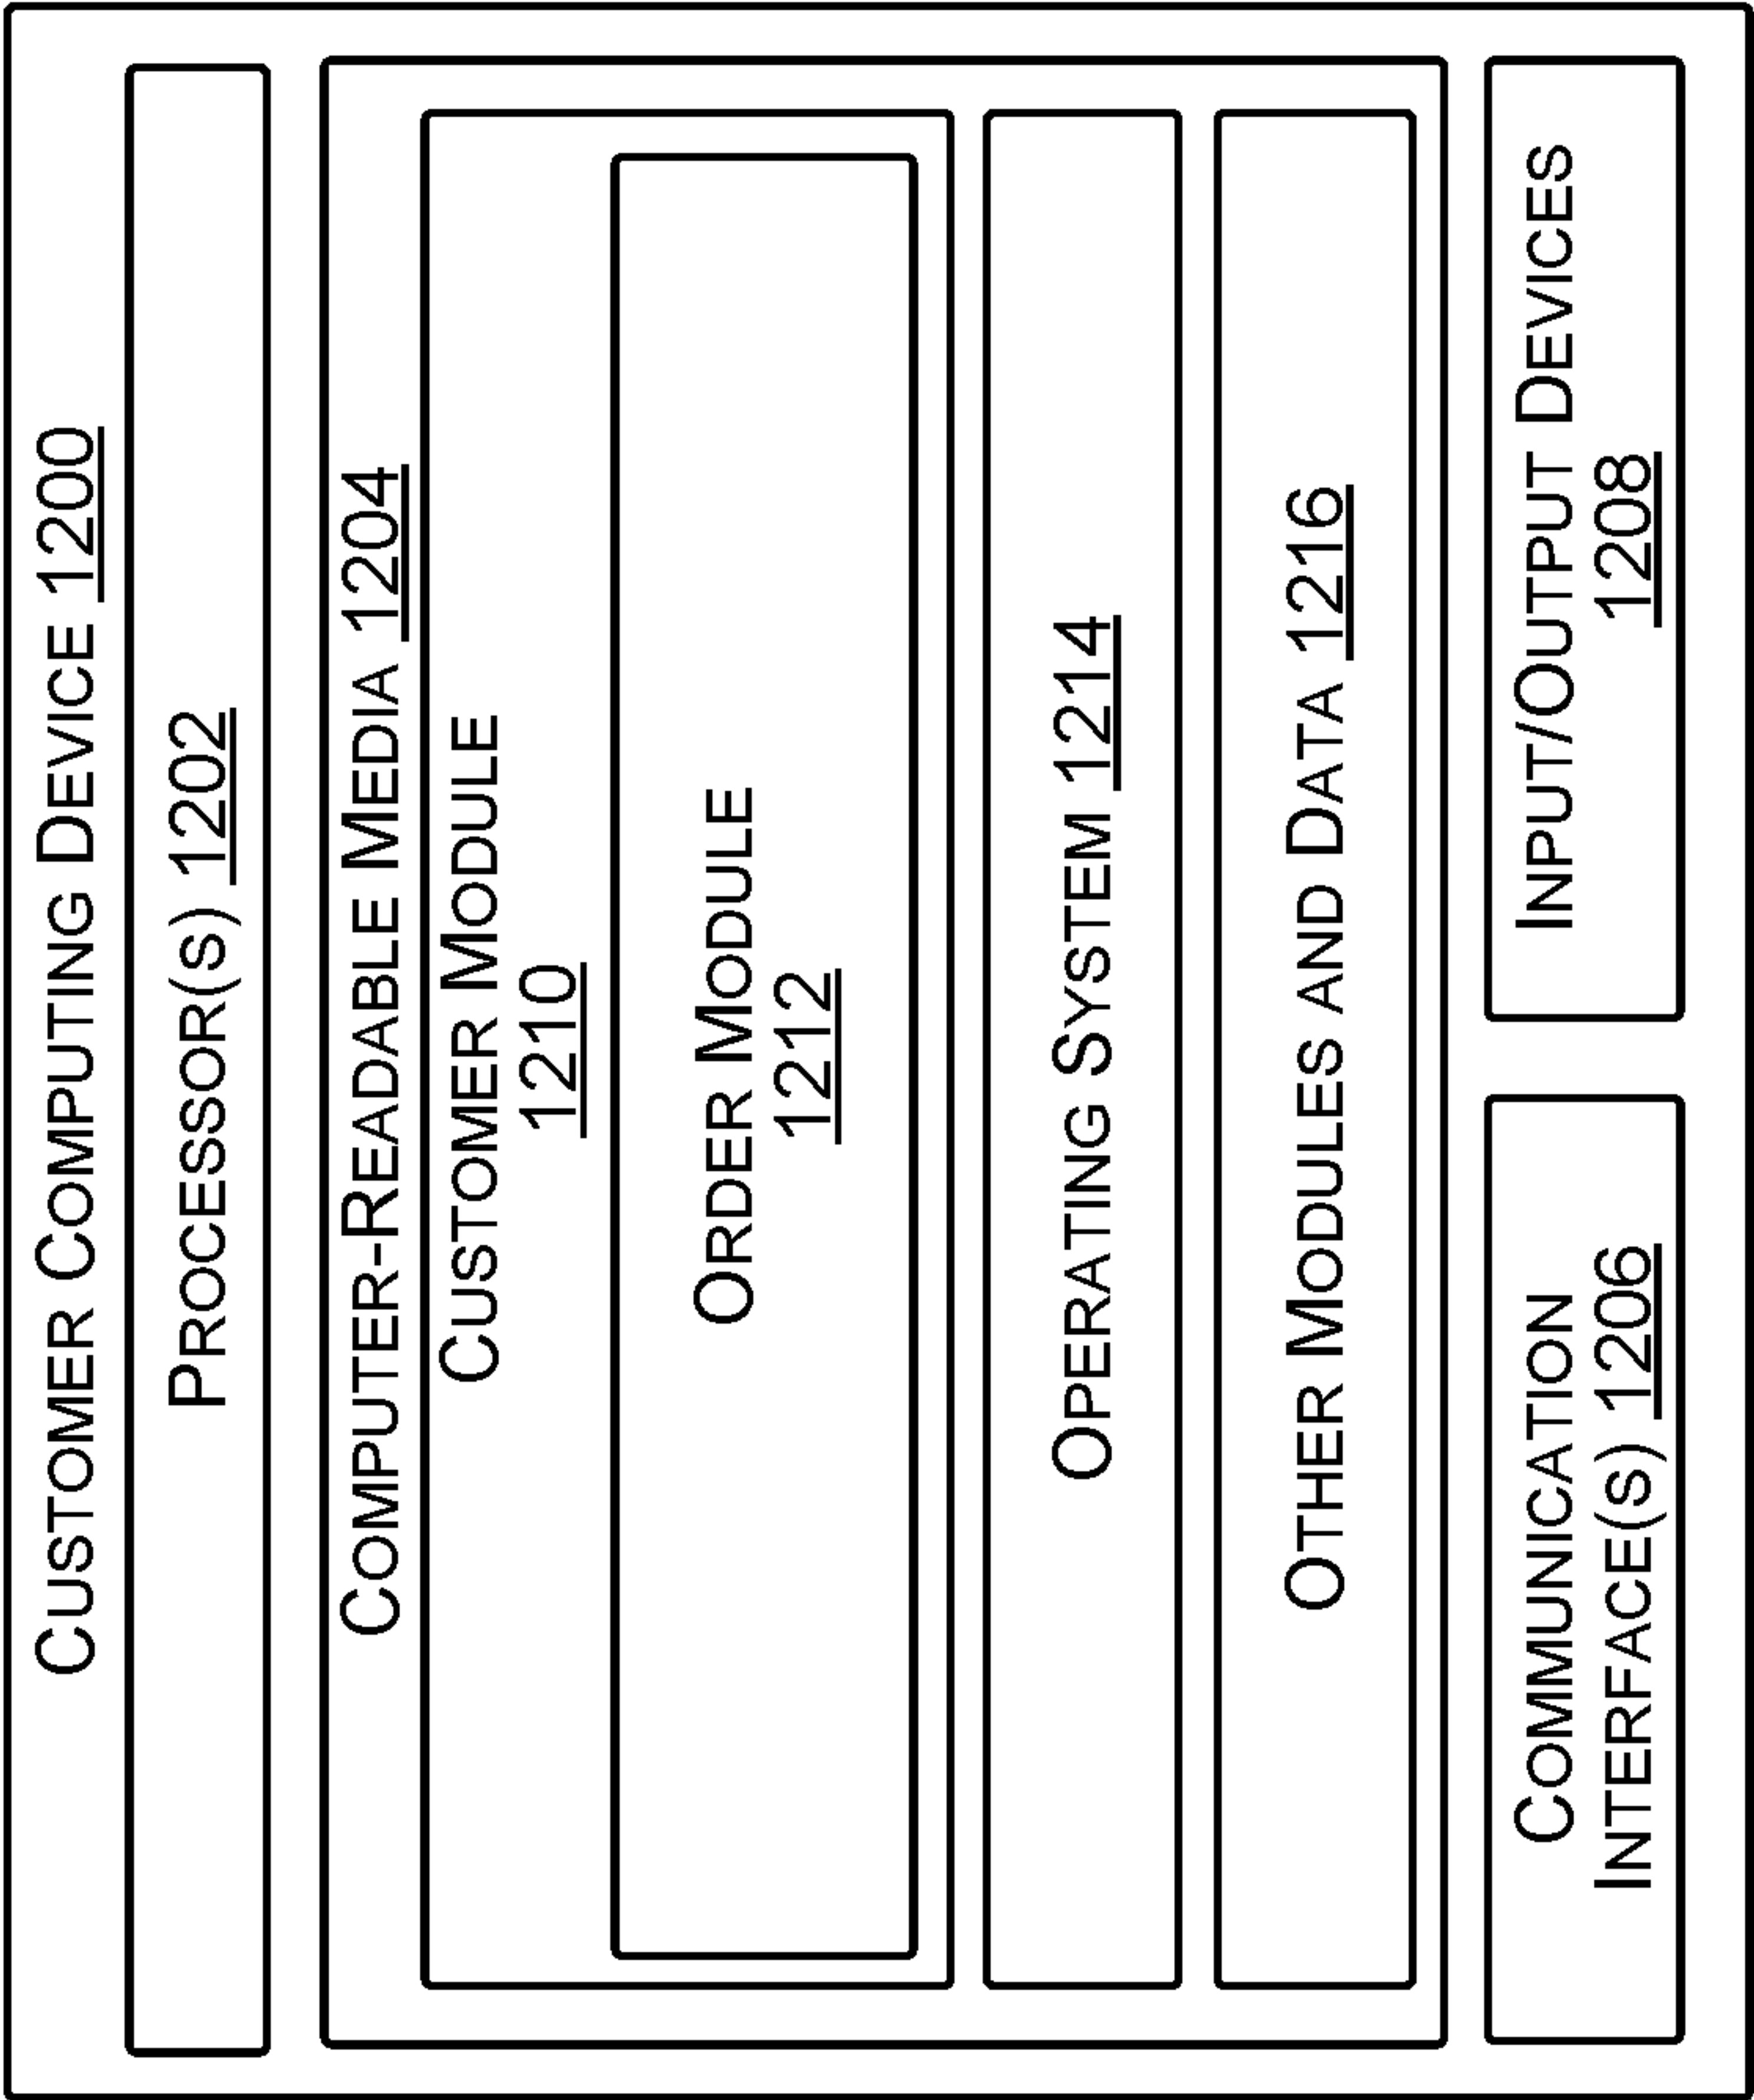 CUSTOMER COMPUTING DEVICE 1200
PROCESSOR(S) 1202
COMPUTER-READABLE MEDIA 1204
CUSTOMER MODULE
1210
ORDER MODULE
1212
OPERATING SYSTEM 1214
OTHER MODULES AND DATA 1216
COMMUNICATION
INTERFACE(S) 1206
INPUT/OUTPUT DEVICES
1208